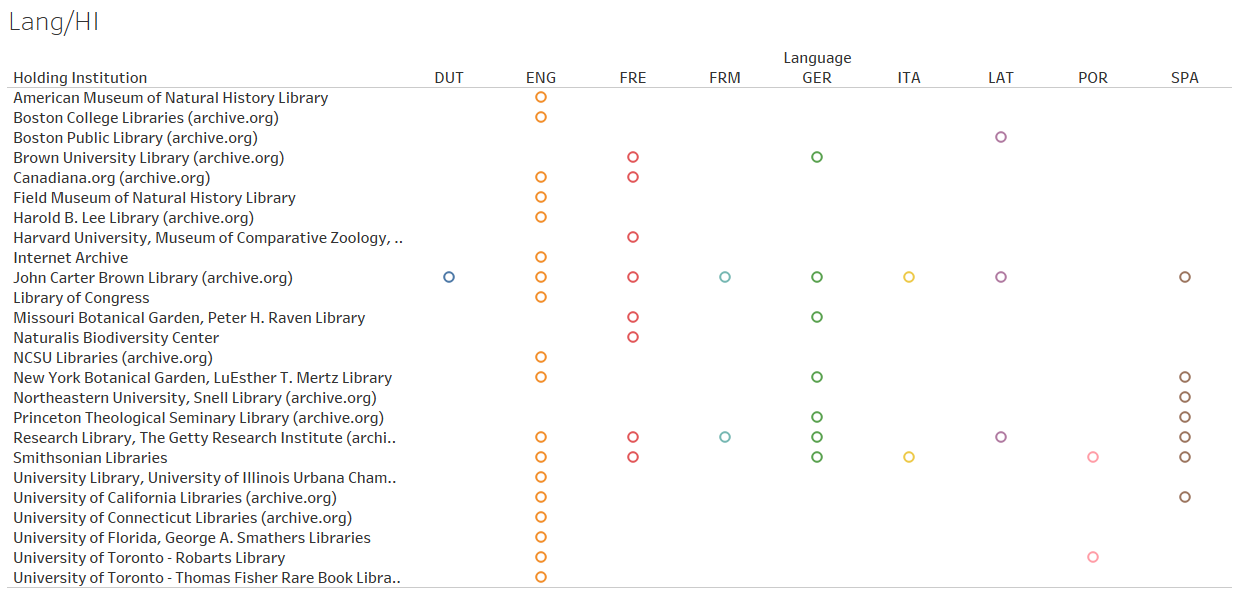 Lang/HI
Language
Holding Institution DUT ENG FRE FRM GER ITA LAT POR SPA
American Museum of Natural History Library
Boston College Libraries (archive.org)
Boston Public Library (archive.org)
Brown University Library (archive.org)
Canadiana.org (archive.org)
Field Museum of Natural History Library
Harold B. Lee Library (archive.org)
Harvard University, Museum of Comparative Zoology, ..
Internet Archive
John Carter Brown Library (archive.org)
Library of Congress
Missouri Botanical Garden, Peter H. Raven Library
Naturalis Biodiversity Center
NCSU Libraries (archive.org)
New York Botanical Garden, LuEsther T. Mertz Library
Northeastern University, Snell Library (archive.org)
Princeton Theological Seminary Library (archive.org)
Research Library, The Getty Research Institute (archi..
Smithsonian Libraries
University Library, University of Illinois Urbana Cham..
University of California Libraries (archive.org)
University of Connecticut Libraries (archive.org)
University of Florida, George A. Smathers Libraries
University of Toronto - Robarts Library
University of Toronto - Thomas Fisher Rare Book Libra..